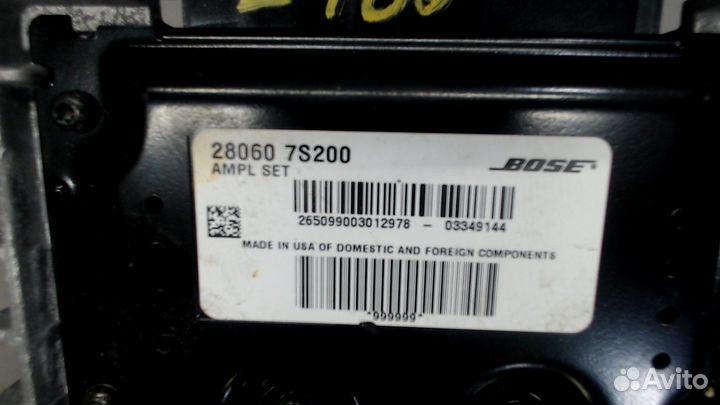 28060 7S200
AMPL SET
BOSE
265099003012978 - 03349144
MADE IN USA OF DOMESTIC AND FOREIGN COMPONENTS
*999999*
Avito